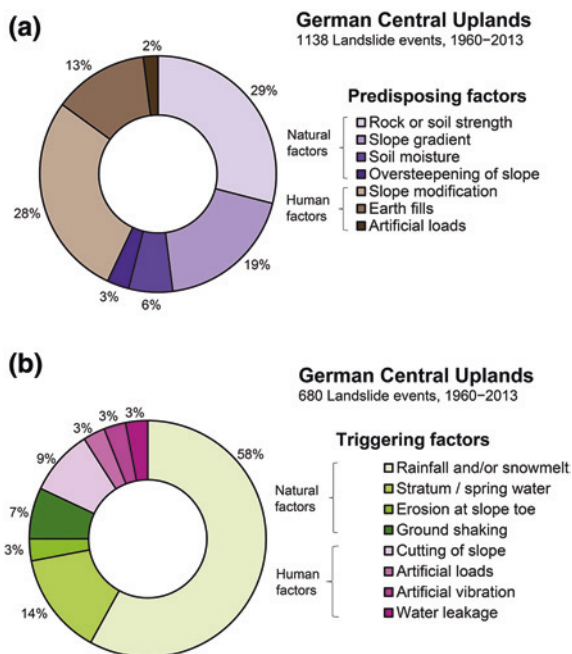 (a)
German Central Uplands
1138 Landslide events, 1960−2013
2%
13%
29%
28%
19%
3%
6%
Predisposing factors
Natural factors
Rock or soil strength
Slope gradient
Soil moisture
Oversteepening of slope
Human factors
Slope modification
Earth fills
Artificial loads
(b)
German Central Uplands
680 Landslide events, 1960−2013
3%
3%
3%
9%
58%
7%
3%
14%
Triggering factors
Natural factors
Rainfall and/or snowmelt
Stratum / spring water
Erosion at slope toe
Ground shaking
Human factors
Cutting of slope
Artificial loads
Artificial vibration
Water leakage